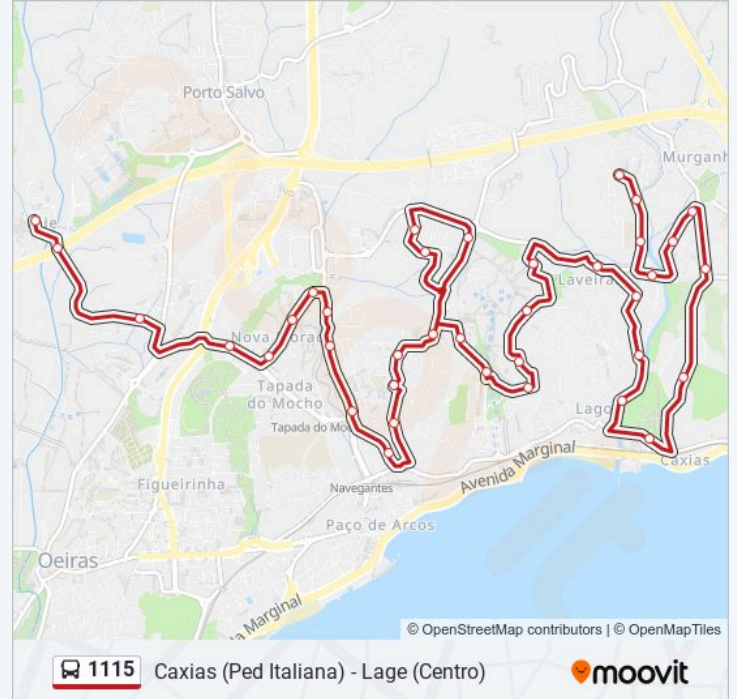 Porto Salvo
Murganh
Laveira
Nova
Tapada
do Mocho
Tapada do Mo
Lago
Caxias
Avenida Marginal
Figueirinha
Navegantes
Paço de Arcos
Oeiras
Marginal
© OpenStreetMap contributors | © OpenMapTiles
1115 Caxias (Ped Italiana) - Lage (Centro) moovit